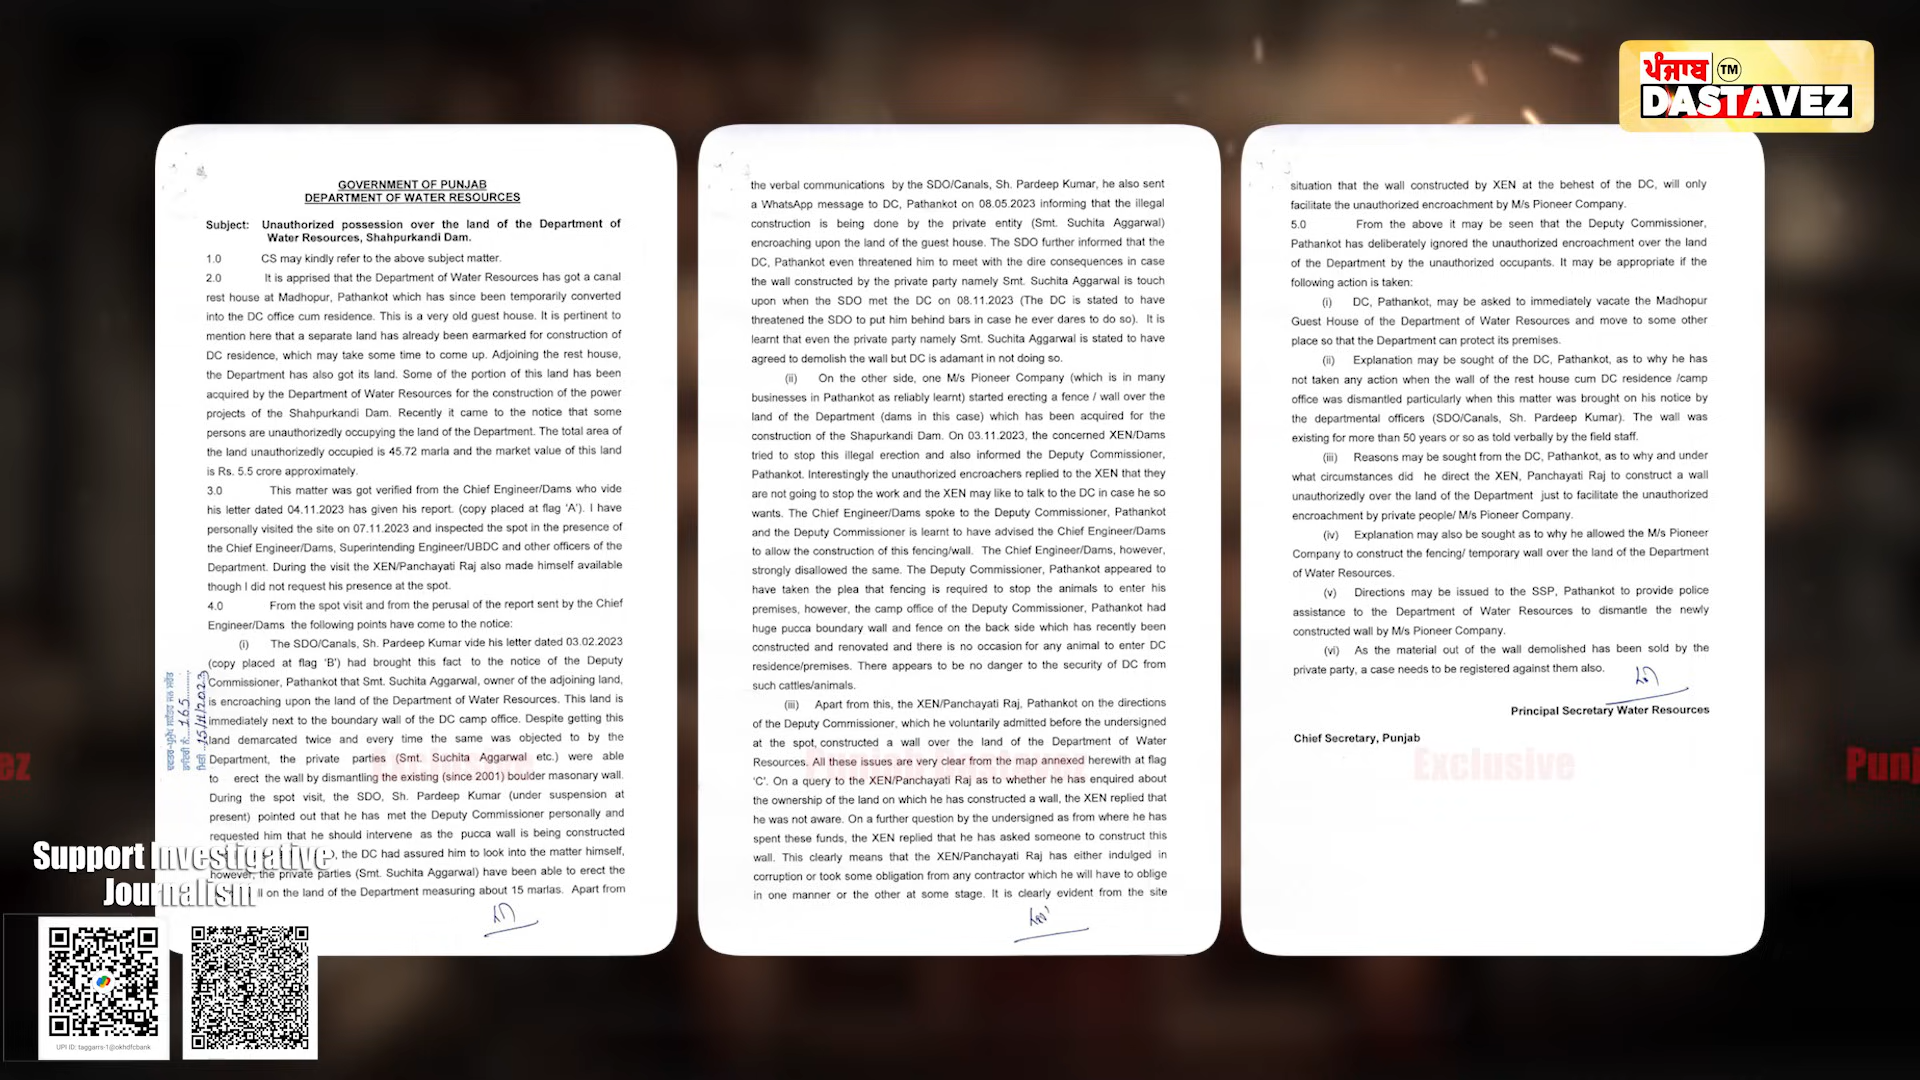 ਪੰਜਾਬ TM
DASTAVEZ
GOVERNMENT OF PUNJAB
DEPARTMENT OF WATER RESOURCES
Subject: Unauthorized possession over the land of the Department of
Water Resources, Shahpurkandi Dam.
1.0 CS may kindly refer to the above subject matter.
2.0 It is apprised that the Department of Water Resources has got a canal
rest house at Madhopur, Pathankot which has since been temporarily converted
into the DC office cum residence. This is a very old guest house. It is pertinent to
mention here that a separate land has already been earmarked for construction of
DC residence, which may take some time to come up. Adjoining the rest house,
the Department has also got its land. Some of the portion of this land has been
acquired by the Department of Water Resources for the construction of the power
projects of the Shahpurkandi Dam. Recently it came to the notice that some
persons are unauthorizedly occupying the land of the Department. The total area of
the land unauthorizedly occupied is 45.72 marla and the market value of this land
is Rs. 5.5 crore approximately.
3.0 This matter was got verified from the Chief Engineer/Dams who vide
his letter dated 04.11.2023 has given his report. (copy placed at flag 'A'). I have
personally visited the site on 07.11.2023 and inspected the spot in the presence of
the Chief Engineer/Dams, Superintending Engineer/UBDC and other officers of the
Department. During the visit the XEN/Panchayati Raj also made himself available
though I did not request his presence at the spot.
4.0 From the spot visit and from the perusal of the report sent by the Chief
Engineer/Dams the following points have come to the notice:
(i) The SDO/Canals, Sh. Pardeep Kumar vide his letter dated 03.02.2023
(copy placed at flag 'B') had brought this fact to the notice of the Deputy
Commissioner, Pathankot that Smt. Suchita Aggarwal, owner of the adjoining land,
is encroaching upon the land of the Department of Water Resources. This land is
immediately next to the boundary wall of the DC camp office. Despite getting this
land demarcated twice and every time the same was objected to by the
Department, the private parties (Smt. Suchita Aggarwal etc.) were able
to erect the wall by dismantling the existing (since 2001) boulder masonary wall.
During the spot visit, the SDO, Sh. Pardeep Kumar (under suspension at
present) pointed out that he has met the Deputy Commissioner personally and
requested him that he should intervene as the pucca wall is being constructed
, the DC had assured him to look into the matter himself,
however, the private parties (Smt. Suchita Aggarwal) have been able to erect the
on the land of the Department measuring about 15 marlas. Apart from
165
15/11/2023
the verbal communications by the SDO/Canals, Sh. Pardeep Kumar, he also sent
a WhatsApp message to DC, Pathankot on 08.05.2023 informing that the illegal
construction is being done by the private entity (Smt. Suchita Aggarwal)
encroaching upon the land of the guest house. The SDO further informed that the
DC, Pathankot even threatened him to meet with the dire consequences in case
the wall constructed by the private party namely Smt. Suchita Aggarwal is touch
upon when the SDO met the DC on 08.11.2023 (The DC is stated to have
threatened the SDO to put him behind bars in case he ever dares to do so). It is
learnt that even the private party namely Smt. Suchita Aggarwal is stated to have
agreed to demolish the wall but DC is adamant in not doing so.
(ii) On the other side, one M/s Pioneer Company (which is in many
businesses in Pathankot as reliably learnt) started erecting a fence / wall over the
land of the Department (dams in this case) which has been acquired for the
construction of the Shapurkandi Dam. On 03.11.2023, the concerned XEN/Dams
tried to stop this illegal erection and also informed the Deputy Commissioner,
Pathankot. Interestingly the unauthorized encroachers replied to the XEN that they
are not going to stop the work and the XEN may like to talk to the DC in case he so
wants. The Chief Engineer/Dams spoke to the Deputy Commissioner, Pathankot
and the Deputy Commissioner is learnt to have advised the Chief Engineer/Dams
to allow the construction of this fencing/wall. The Chief Engineer/Dams, however,
strongly disallowed the same. The Deputy Commissioner, Pathankot appeared to
have taken the plea that fencing is required to stop the animals to enter his
premises, however, the camp office of the Deputy Commissioner, Pathankot had
huge pucca boundary wall and fence on the back side which has recently been
constructed and renovated and there is no occasion for any animal to enter DC
residence/premises. There appears to be no danger to the security of DC from
such cattles/animals.
(iii) Apart from this, the XEN/Panchayati Raj, Pathankot on the directions
of the Deputy Commissioner, which he voluntarily admitted before the undersigned
at the spot, constructed a wall over the land of the Department of Water
Resources. All these issues are very clear from the map annexed herewith at flag
'C'. On a query to the XEN/Panchayati Raj as to whether he has enquired about
the ownership of the land on which he has constructed a wall, the XEN replied that
he was not aware. On a further question by the undersigned as from where he has
spent these funds, the XEN replied that he has asked someone to construct this
wall. This clearly means that the XEN/Panchayati Raj has either indulged in
corruption or took some obligation from any contractor which he will have to oblige
in one manner or the other at some stage. It is clearly evident from the site
situation that the wall constructed by XEN at the behest of the DC, will only
facilitate the unauthorized encroachment by M/s Pioneer Company.
5.0 From the above it may be seen that the Deputy Commissioner,
Pathankot has deliberately ignored the unauthorized encroachment over the land
of the Department by the unauthorized occupants. It may be appropriate if the
following action is taken:
(i) DC, Pathankot, may be asked to immediately vacate the Madhopur
Guest House of the Department of Water Resources and move to some other
place so that the Department can protect its premises.
(ii) Explanation may be sought of the DC, Pathankot, as to why he has
not taken any action when the wall of the rest house cum DC residence /camp
office was dismantled particularly when this matter was brought on his notice by
the departmental officers (SDO/Canals, Sh. Pardeep Kumar). The wall was
existing for more than 50 years or so as told verbally by the field staff.
(iii) Reasons may be sought from the DC, Pathankot, as to why and under
what circumstances did he direct the XEN, Panchayati Raj to construct a wall
unauthorizedly over the land of the Department just to facilitate the unauthorized
encroachment by private people/ M/s Pioneer Company.
(iv) Explanation may also be sought as to why he allowed the M/s Pioneer
Company to construct the fencing/ temporary wall over the land of the Department
of Water Resources.
(v) Directions may be issued to the SSP, Pathankot to provide police
assistance to the Department of Water Resources to dismantle the newly
constructed wall by M/s Pioneer Company.
(vi) As the material out of the wall demolished has been sold by the
private party, a case needs to be registered against them also.
Principal Secretary Water Resources
Chief Secretary, Punjab
Exclusive
Support Investigative
Journalism
UPI ID: taggarrs-1@okhdfcbank